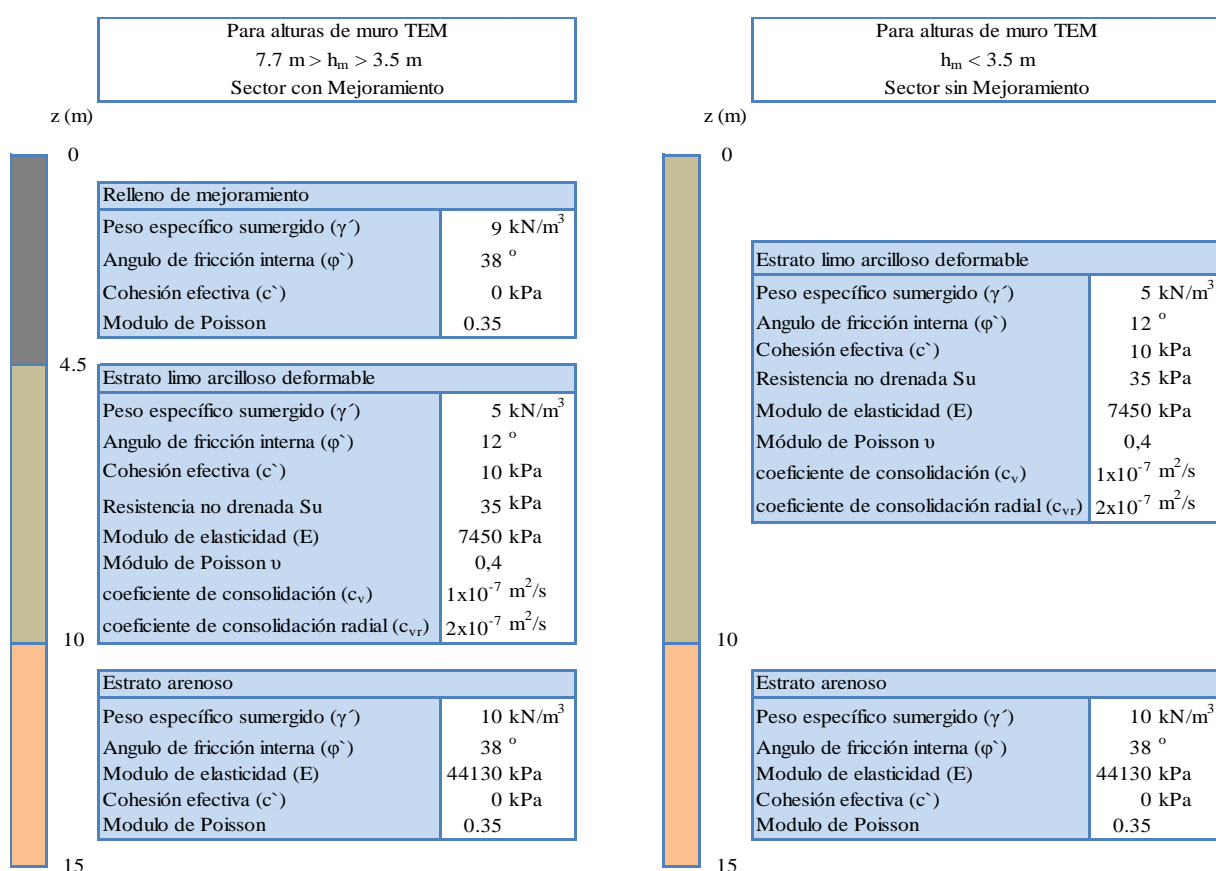 Para alturas de muro TEM
7.7 m > hm > 3.5 m
Sector con Mejoramiento
z (m)
0
Relleno de mejoramiento
Peso específico sumergido (γ´) 9 kN/m³
Angulo de fricción interna (φ`) 38 °
Cohesión efectiva (c`) 0 kPa
Modulo de Poisson 0.35
4.5
Estrato limo arcilloso deformable
Peso específico sumergido (γ´) 5 kN/m³
Angulo de fricción interna (φ`) 12 °
Cohesión efectiva (c`) 10 kPa
Resistencia no drenada Su 35 kPa
Modulo de elasticidad (E) 7450 kPa
Módulo de Poisson υ 0,4
coeficiente de consolidación (cv) 1x10⁻⁷ m²/s
coeficiente de consolidación radial (cvr) 2x10⁻⁷ m²/s
10
Estrato arenoso
Peso específico sumergido (γ´) 10 kN/m³
Angulo de fricción interna (φ`) 38 °
Modulo de elasticidad (E) 44130 kPa
Cohesión efectiva (c`) 0 kPa
Modulo de Poisson 0.35
15
Para alturas de muro TEM
hm < 3.5 m
Sector sin Mejoramiento
z (m)
0
Estrato limo arcilloso deformable
Peso específico sumergido (γ´) 5 kN/m³
Angulo de fricción interna (φ`) 12 °
Cohesión efectiva (c`) 10 kPa
Resistencia no drenada Su 35 kPa
Modulo de elasticidad (E) 7450 kPa
Módulo de Poisson υ 0,4
coeficiente de consolidación (cv) 1x10⁻⁷ m²/s
coeficiente de consolidación radial (cvr) 2x10⁻⁷ m²/s
10
Estrato arenoso
Peso específico sumergido (γ´) 10 kN/m³
Angulo de fricción interna (φ`) 38 °
Modulo de elasticidad (E) 44130 kPa
Cohesión efectiva (c`) 0 kPa
Modulo de Poisson 0.35
15